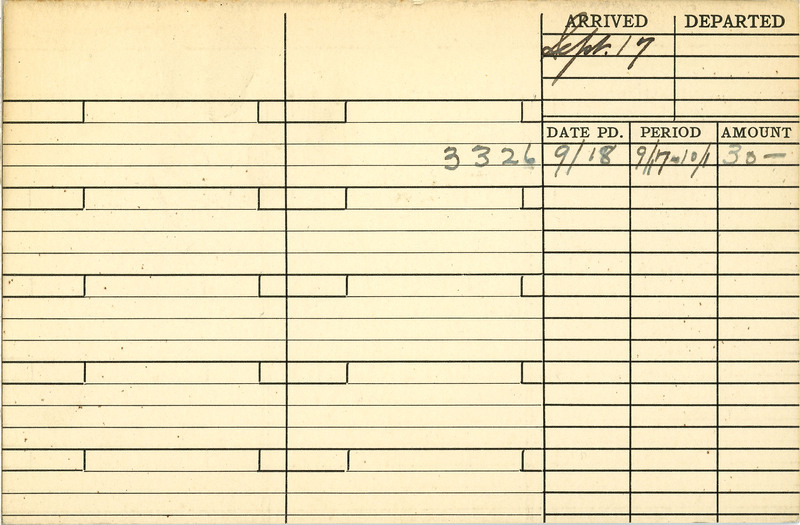 ARRIVED DEPARTED
Sept. 17
DATE PD. PERIOD AMOUNT
3326 9/18 9/17-10/1 30-